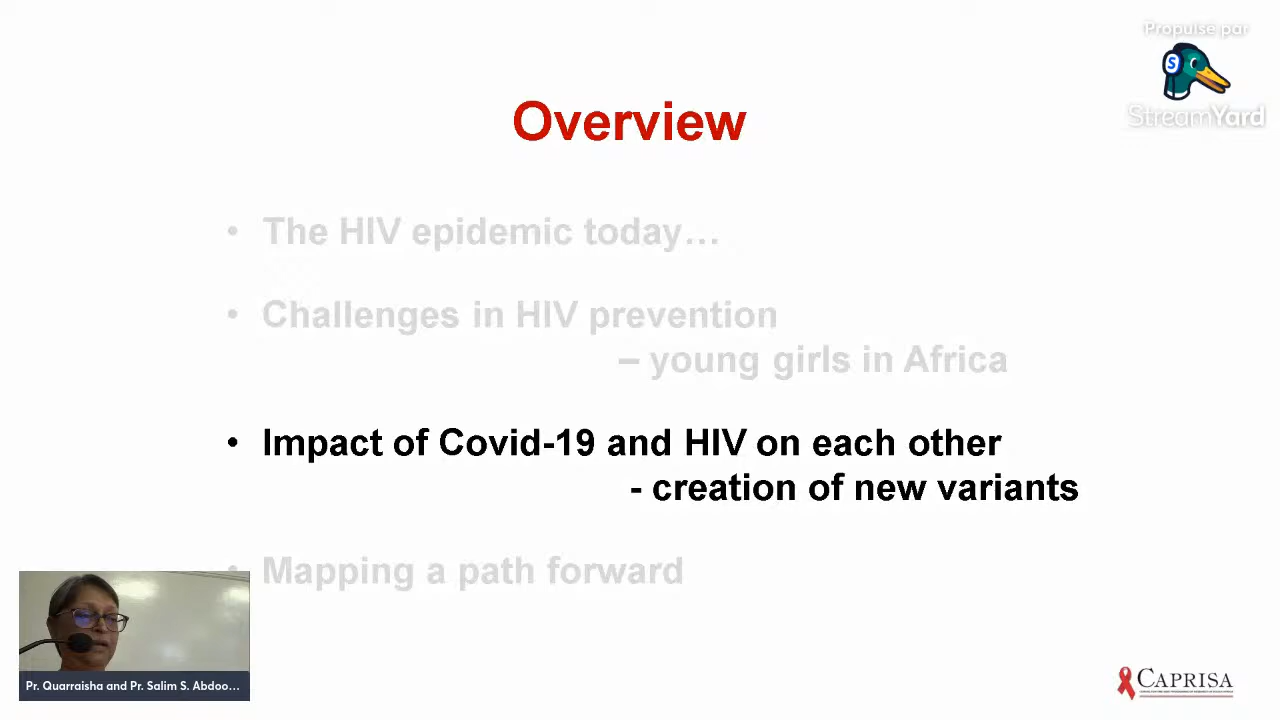 Propulsé par
StreamYard
Overview
• The HIV epidemic today…
• Challenges in HIV prevention
– young girls in Africa
• Impact of Covid-19 and HIV on each other
- creation of new variants
• Mapping a path forward
Pr. Quarraisha and Pr. Salim S. Abdoo…
CAPRISA